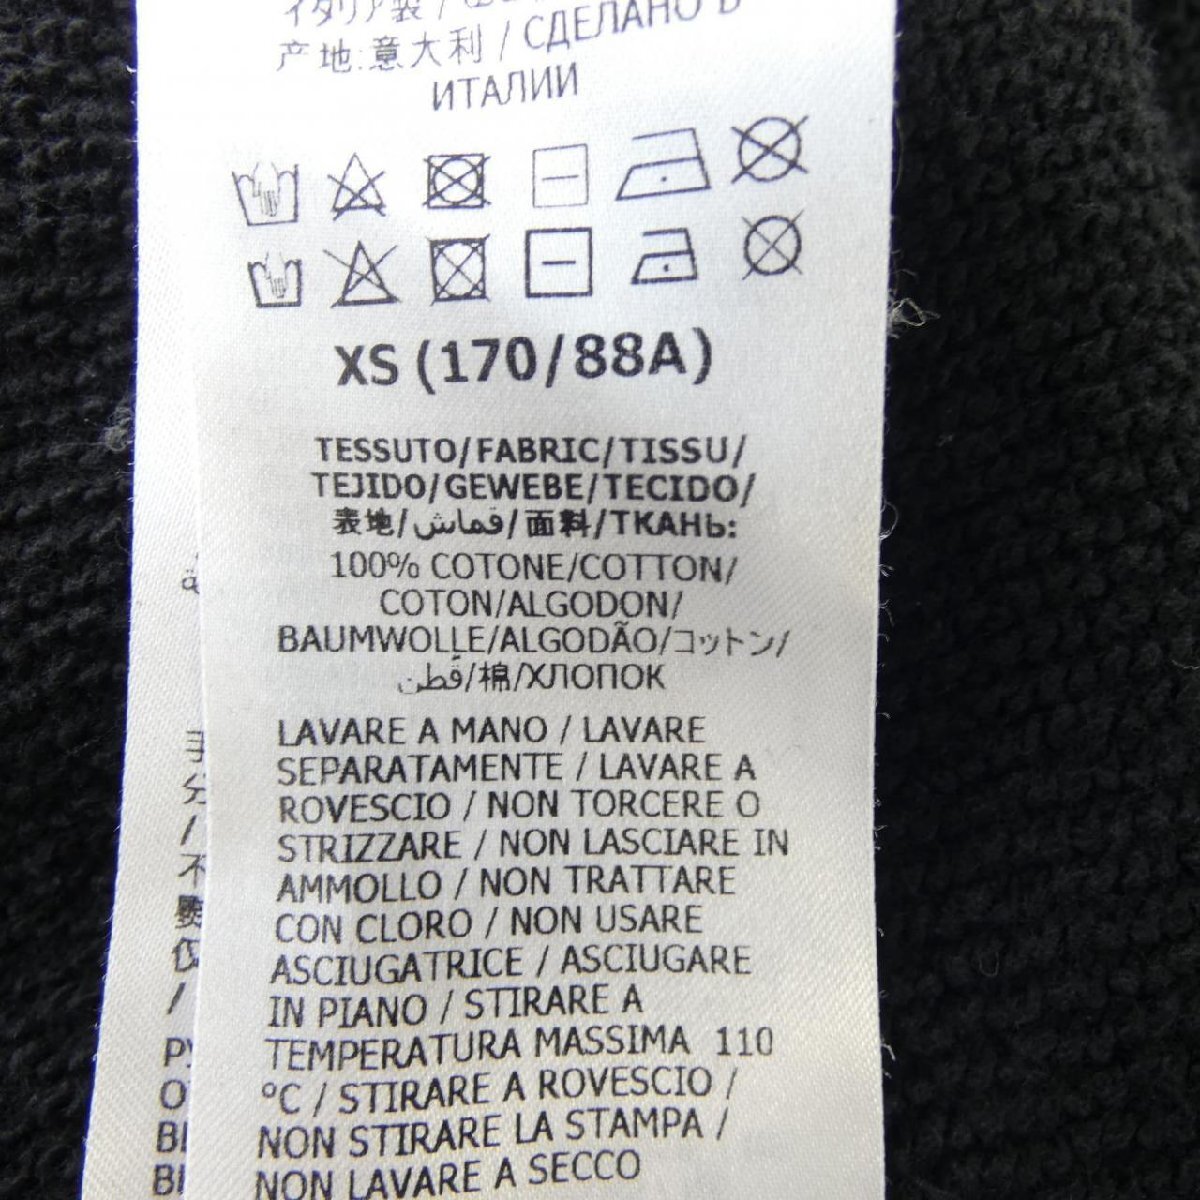 イタリア製 /
产地:意大利 / СДЕЛАНО В
ИТАЛИИ
XS (170/88A)
TESSUTO/FABRIC/TISSU/
TEJIDO/GEWEBE/TECIDO/
表地/قماش/面料/ТКАНЬ:
100% COTONE/COTTON/
COTON/ALGODON/
BAUMWOLLE/ALGODÃO/コットン/
قطن/棉/ХЛОПОК
LAVARE A MANO / LAVARE
SEPARATAMENTE / LAVARE A
ROVESCIO / NON TORCERE O
STRIZZARE / NON LASCIARE IN
AMMOLLO / NON TRATTARE
CON CLORO / NON USARE
ASCIUGATRICE / ASCIUGARE
IN PIANO / STIRARE A
TEMPERATURA MASSIMA 110
°C / STIRARE A ROVESCIO /
NON STIRARE LA STAMPA /
NON LAVARE A SECCO